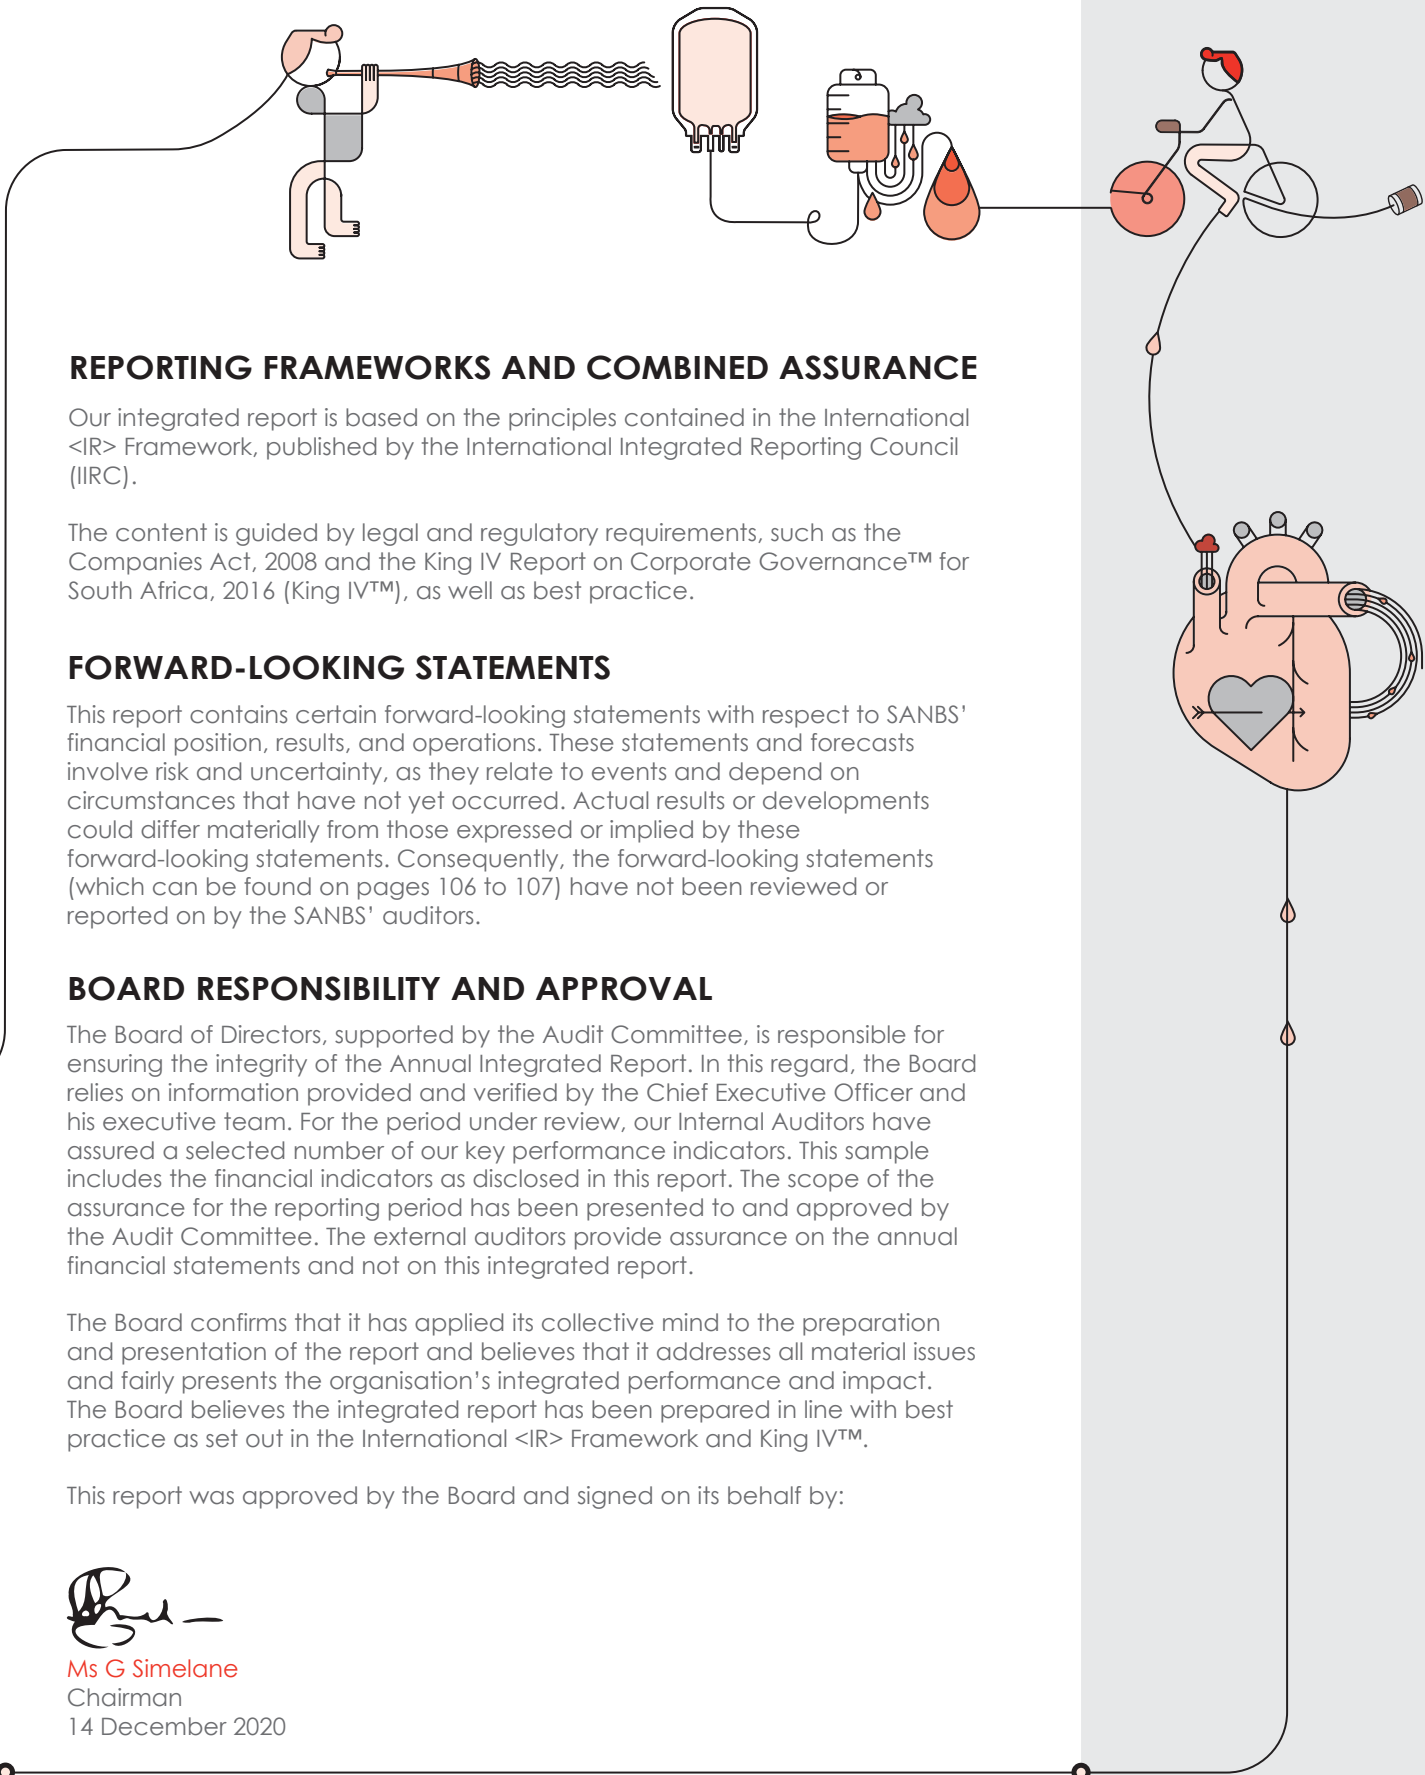 REPORTING FRAMEWORKS AND COMBINED ASSURANCE
Our integrated report is based on the principles contained in the International
<IR> Framework, published by the International Integrated Reporting Council
(IIRC).
The content is guided by legal and regulatory requirements, such as the
Companies Act, 2008 and the King IV Report on Corporate Governance™ for
South Africa, 2016 (King IV™), as well as best practice.
FORWARD-LOOKING STATEMENTS
This report contains certain forward-looking statements with respect to SANBS’
financial position, results, and operations. These statements and forecasts
involve risk and uncertainty, as they relate to events and depend on
circumstances that have not yet occurred. Actual results or developments
could differ materially from those expressed or implied by these
forward-looking statements. Consequently, the forward-looking statements
(which can be found on pages 106 to 107) have not been reviewed or
reported on by the SANBS’ auditors.
BOARD RESPONSIBILITY AND APPROVAL
The Board of Directors, supported by the Audit Committee, is responsible for
ensuring the integrity of the Annual Integrated Report. In this regard, the Board
relies on information provided and verified by the Chief Executive Officer and
his executive team. For the period under review, our Internal Auditors have
assured a selected number of our key performance indicators. This sample
includes the financial indicators as disclosed in this report. The scope of the
assurance for the reporting period has been presented to and approved by
the Audit Committee. The external auditors provide assurance on the annual
financial statements and not on this integrated report.
The Board confirms that it has applied its collective mind to the preparation
and presentation of the report and believes that it addresses all material issues
and fairly presents the organisation’s integrated performance and impact.
The Board believes the integrated report has been prepared in line with best
practice as set out in the International <IR> Framework and King IV™.
This report was approved by the Board and signed on its behalf by:
Ms G Simelane
Chairman
14 December 2020